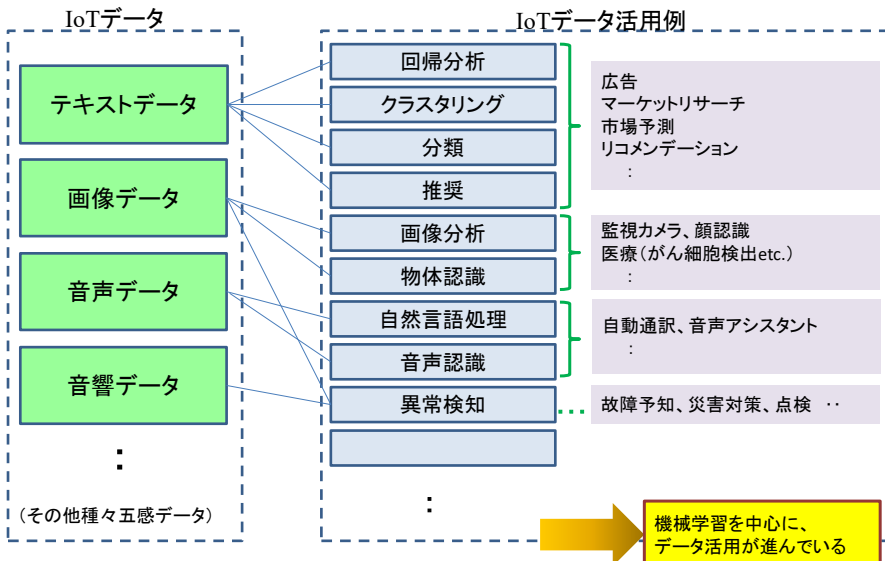 IoTデータ
IoTデータ活用例
テキストデータ
画像データ
音声データ
音響データ
:
(その他種々五感データ)
回帰分析
クラスタリング
分類
推奨
画像分析
物体認識
自然言語処理
音声認識
異常検知
:
広告
マーケットリサーチ
市場予測
リコメンデーション
:
監視カメラ、顔認識
医療(がん細胞検出etc.)
:
自動通訳、音声アシスタント
:
故障予知、災害対策、点検 ‥
機械学習を中心に、
データ活用が進んでいる